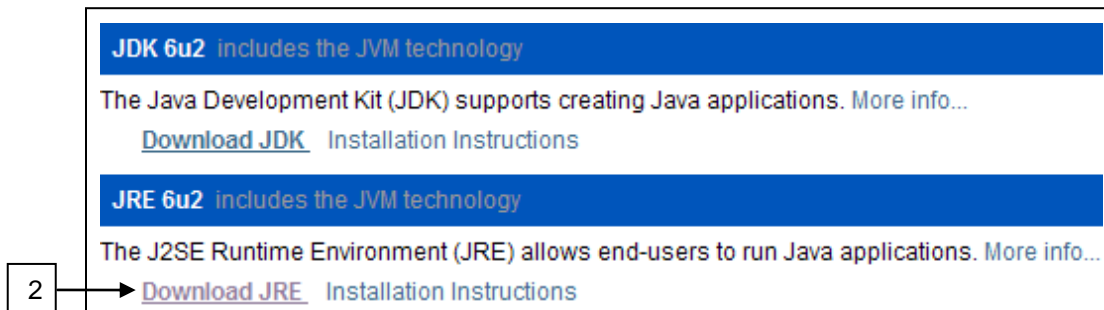 JDK 6u2 includes the JVM technology
The Java Development Kit (JDK) supports creating Java applications. More info...
Download JDK Installation Instructions
JRE 6u2 includes the JVM technology
The J2SE Runtime Environment (JRE) allows end-users to run Java applications. More info...
2 Download JRE Installation Instructions